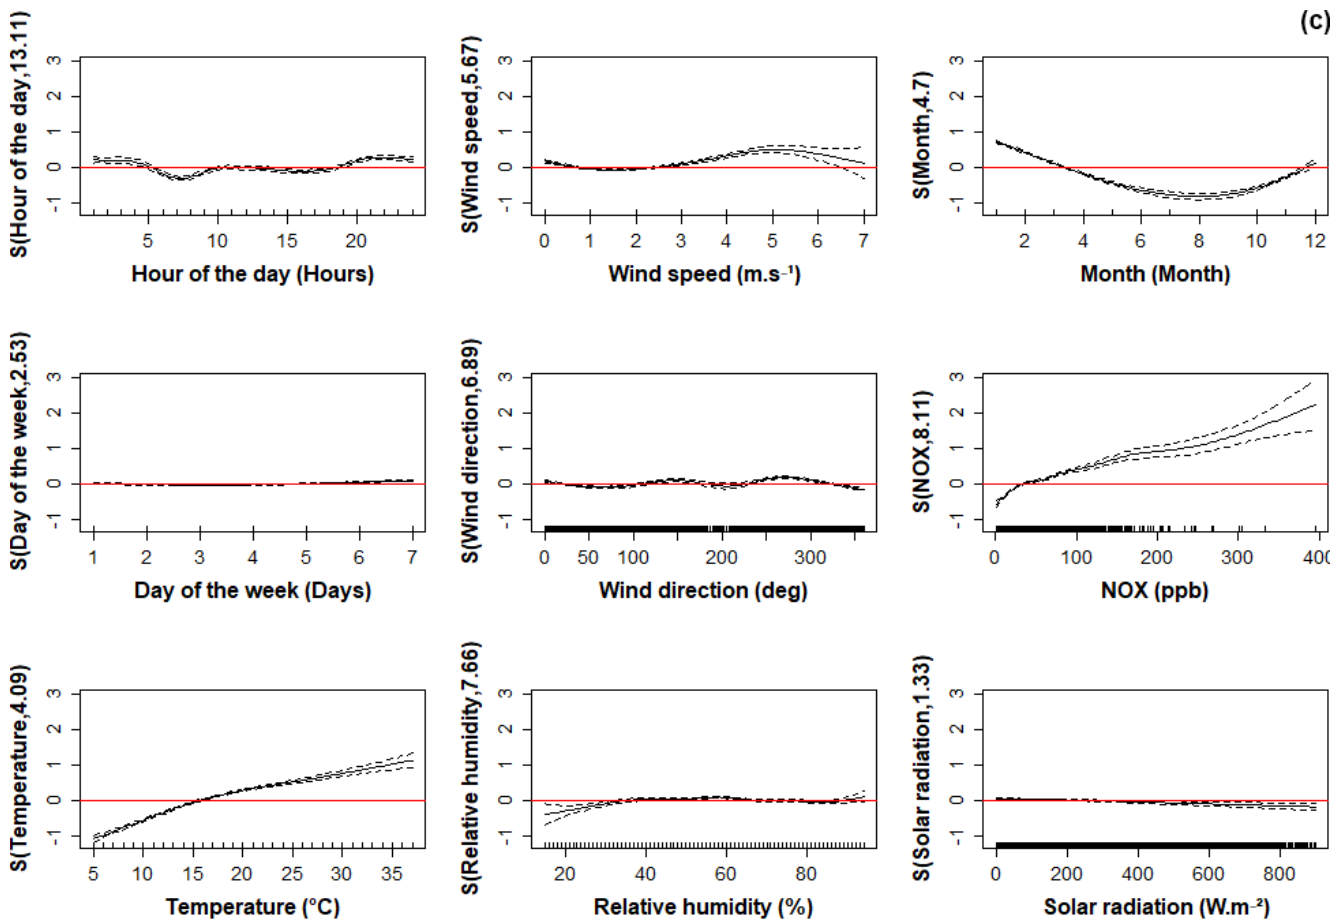 (c)
S(Hour of the day,13.11)
3
2
1
0
-1
5 10 15 20
Hour of the day (Hours)
S(Wind speed,5.67)
3
2
1
0
-1
0 1 2 3 4 5 6 7
Wind speed (m.s⁻¹)
S(Month,4.7)
3
2
1
0
-1
2 4 6 8 10 12
Month (Month)
S(Day of the week,2.53)
3
2
1
0
-1
1 2 3 4 5 6 7
Day of the week (Days)
S(Wind direction,6.89)
3
2
1
0
-1
0 50 100 200 300
Wind direction (deg)
S(NOX,8.11)
3
2
1
0
-1
0 100 200 300 400
NOX (ppb)
S(Temperature,4.09)
3
2
1
0
-1
5 10 15 20 25 30 35
Temperature (°C)
S(Relative humidity,7.66)
3
2
1
0
-1
20 40 60 80
Relative humidity (%)
S(Solar radiation,1.33)
3
2
1
0
-1
0 200 400 600 800
Solar radiation (W.m⁻²)